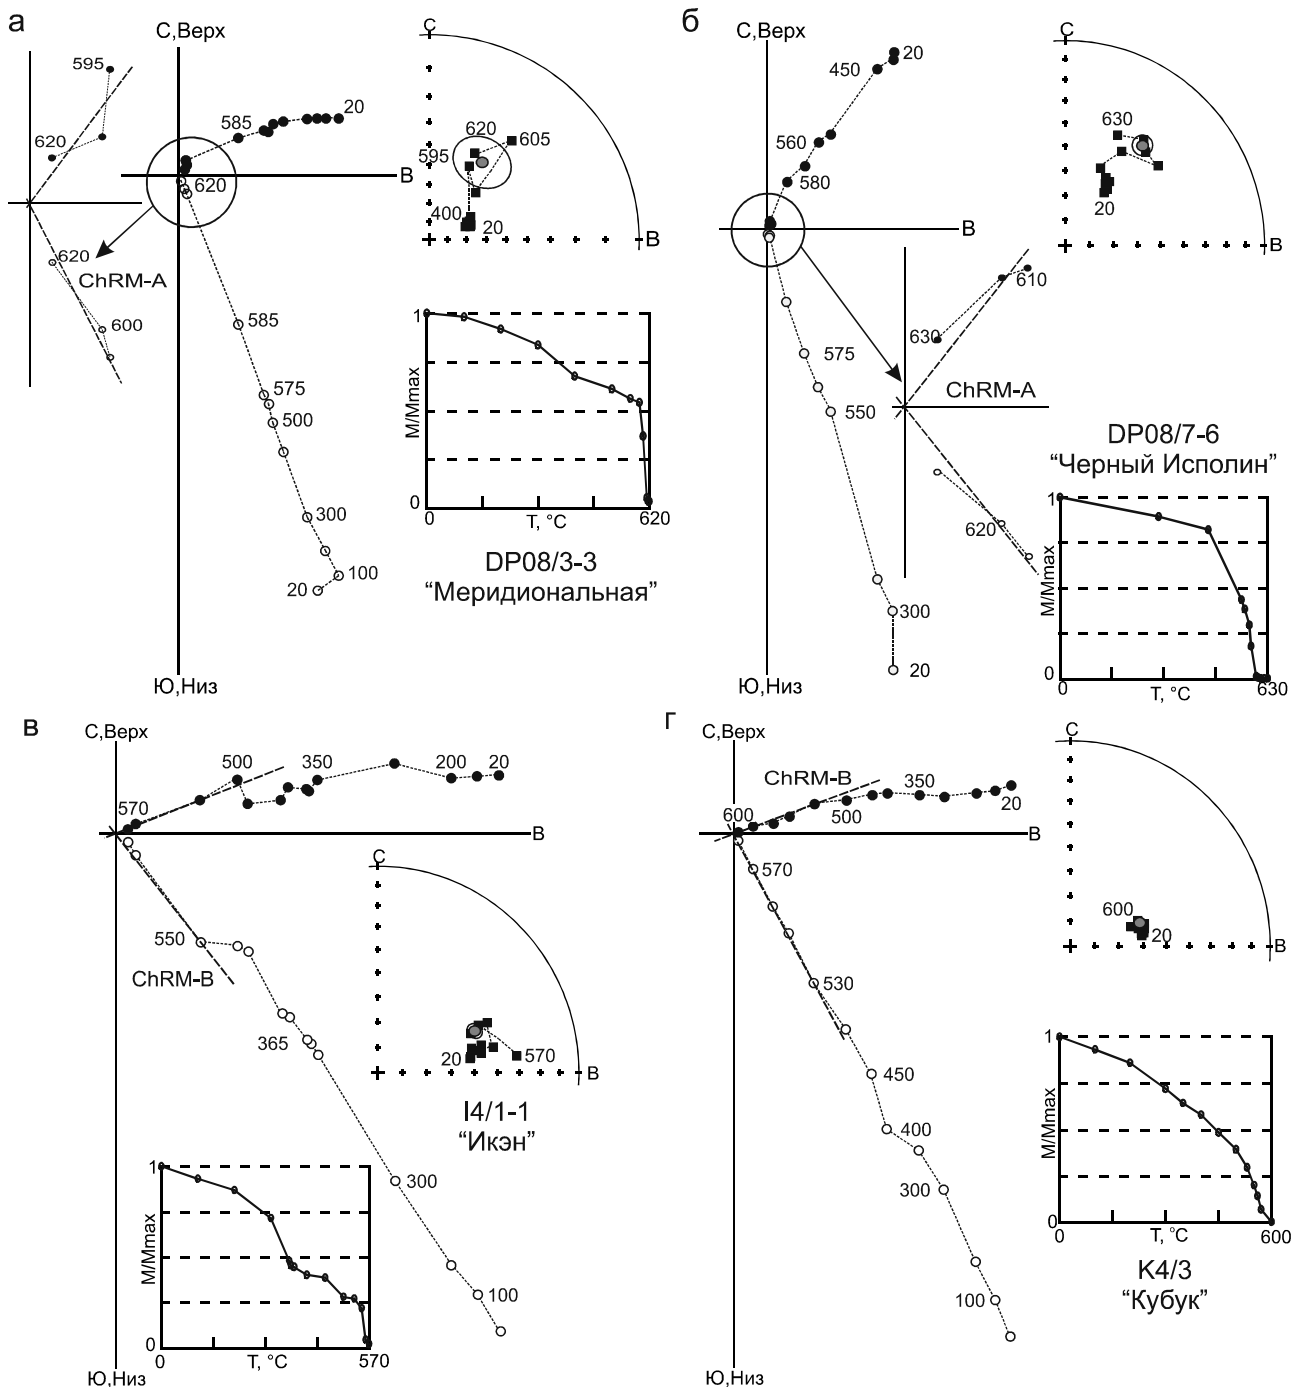 а
С,Верх
595
620
20
585
В
620
620
ChRM-A
600
585
575
500
300
100
20
Ю,Низ
С
620
595
605
400
20
В
1
M/Mmax
0
0
T, °C
620
DP08/3-3
“Меридиональная”
б
С,Верх
20
450
560
580
В
575
550
300
20
Ю,Низ
610
630
ChRM-A
620
С
630
20
В
DP08/7-6
“Черный Исполин”
1
M/Mmax
0
0
T, °C
630
в
С,Верх
500
350
200
20
570
В
550
ChRM-B
365
300
100
Ю,Низ
С
20
570
В
I4/1-1
“Икэн”
1
M/Mmax
0
0
T, °C
570
г
С,Верх
ChRM-B
350
600
500
20
В
570
530
450
400
300
100
Ю,Низ
С
600
20
В
1
M/Mmax
0
0
T, °C
600
K4/3
“Кубук”